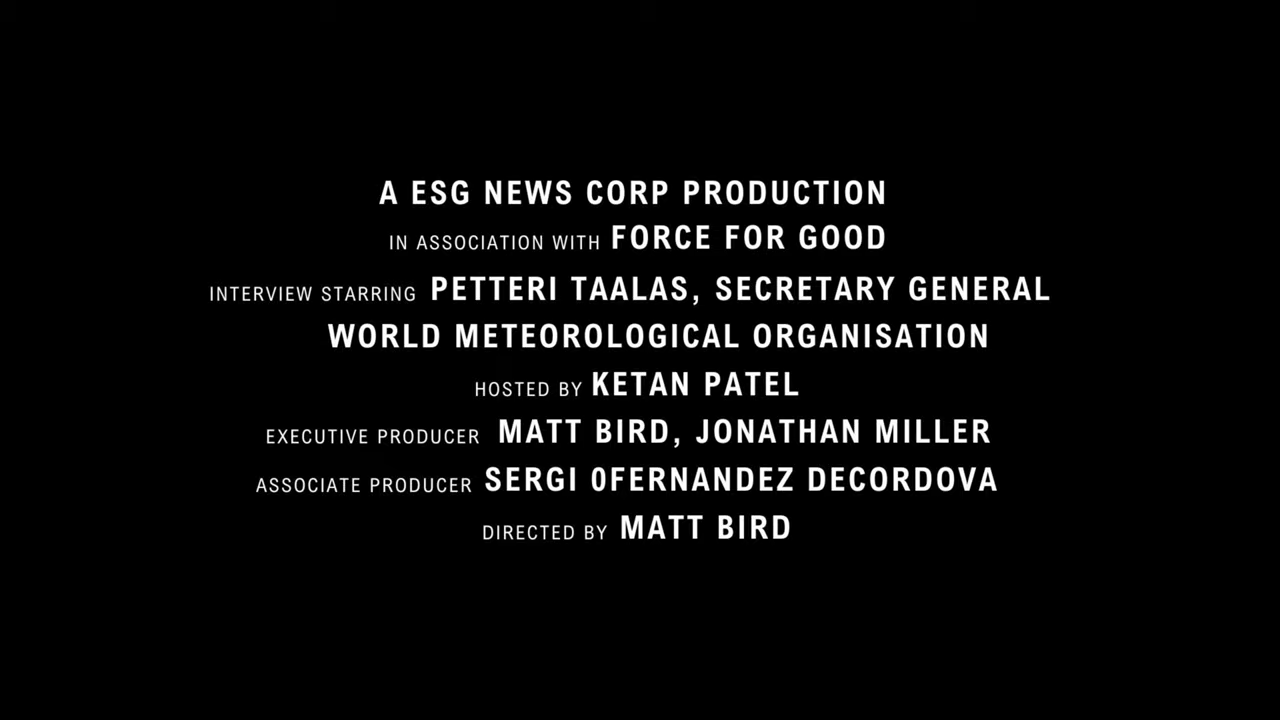 A ESG NEWS CORP PRODUCTION
IN ASSOCIATION WITH FORCE FOR GOOD
INTERVIEW STARRING PETTERI TAALAS, SECRETARY GENERAL
WORLD METEOROLOGICAL ORGANISATION
HOSTED BY KETAN PATEL
EXECUTIVE PRODUCER MATT BIRD, JONATHAN MILLER
ASSOCIATE PRODUCER SERGI 0FERNANDEZ DECORDOVA
DIRECTED BY MATT BIRD